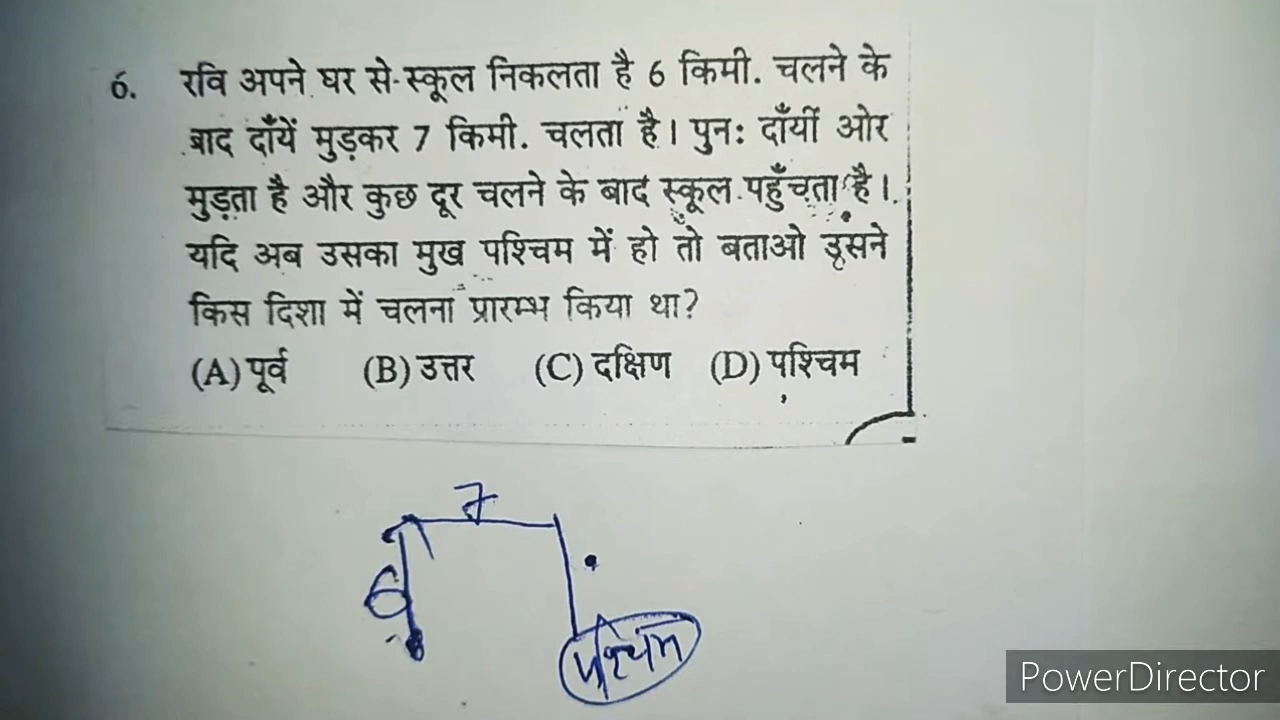 6. रवि अपने घर से-स्कूल निकलता है 6 किमी. चलने के
बाद दाँयें मुड़कर 7 किमी. चलता है। पुनः दाँयीं ओर
मुड़ता है और कुछ दूर चलने के बाद स्कूल पहुँचता है।
यदि अब उसका मुख पश्चिम में हो तो बताओ उसने
किस दिशा में चलना प्रारम्भ किया था?
(A) पूर्व (B) उत्तर (C) दक्षिण (D) पश्चिम
7
6
पश्चिम
PowerDirector